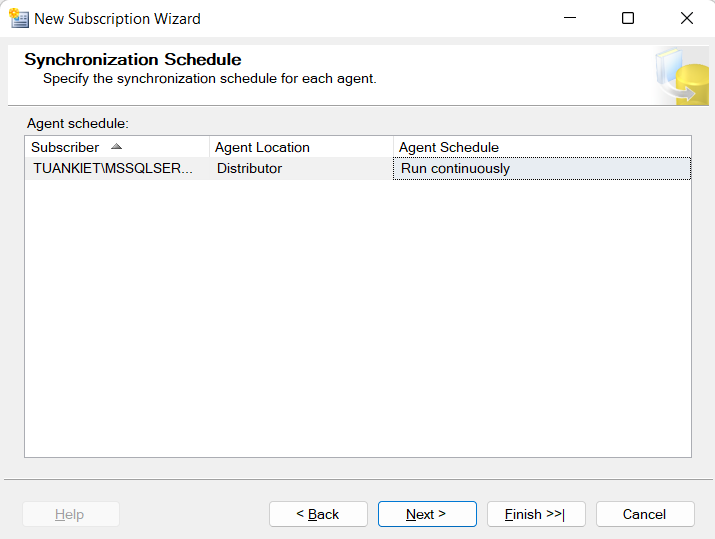 New Subscription Wizard
Synchronization Schedule
Specify the synchronization schedule for each agent.
Agent schedule:
Subscriber Agent Location Agent Schedule
TUANKIET\MSSQLSER... Distributor Run continuously
Help < Back Next > Finish >>| Cancel